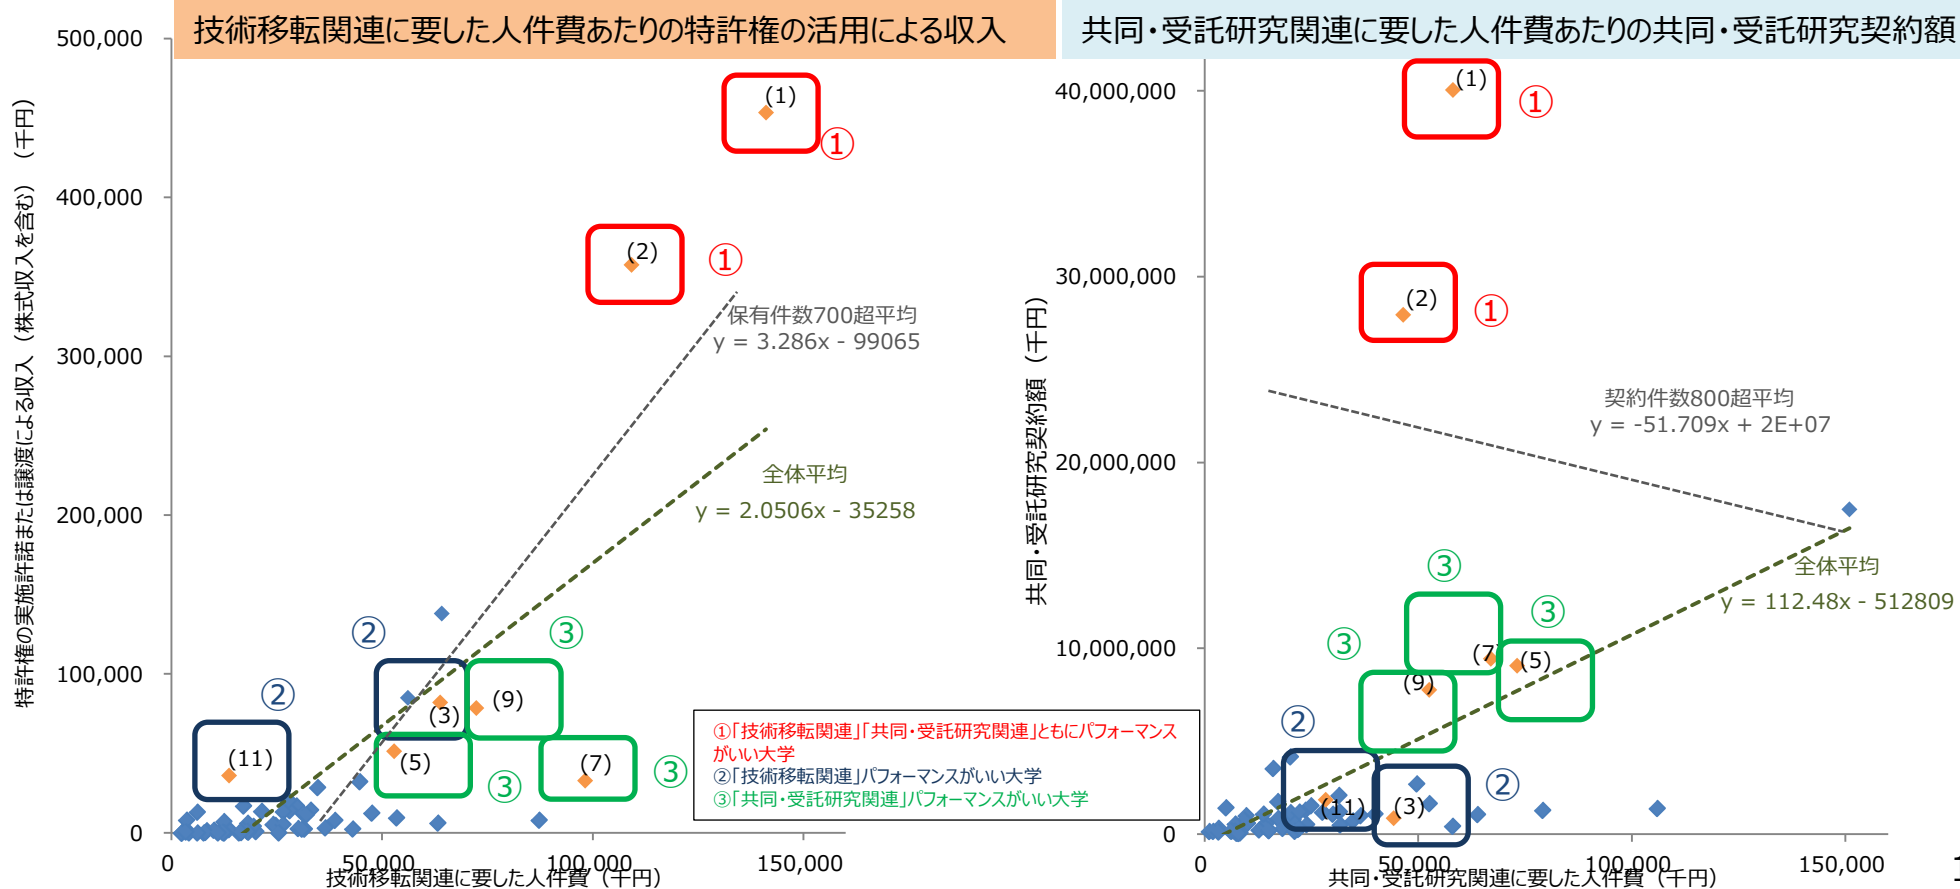 技術移転関連に要した人件費あたりの特許権の活用による収入
特許権の実施許諾または譲渡による収入（株式収入を含む）（千円）
500,000
400,000
300,000
200,000
100,000
0
(1)
①
(2)
①
保有件数700超平均
y = 3.286x - 99065
全体平均
y = 2.0506x - 35258
②
③
②
(3)
(9)
(11)
(5)
(7)
③
③
0
50,000
100,000
150,000
技術移転関連に要した人件費（千円）
①「技術移転関連」「共同・受託研究関連」ともにパフォーマンス
がいい大学
②「技術移転関連」パフォーマンスがいい大学
③「共同・受託研究関連」パフォーマンスがいい大学
共同・受託研究関連に要した人件費あたりの共同・受託研究契約額
共同・受託研究契約額（千円）
40,000,000
30,000,000
20,000,000
10,000,000
0
(1)
①
(2)
①
契約件数800超平均
y = -51.709x + 2E+07
全体平均
y = 112.48x - 512809
③
③
③
(7)
(5)
(9)
②
②
(11)
(3)
0
50,000
100,000
150,000
共同・受託研究関連に要した人件費（千円）